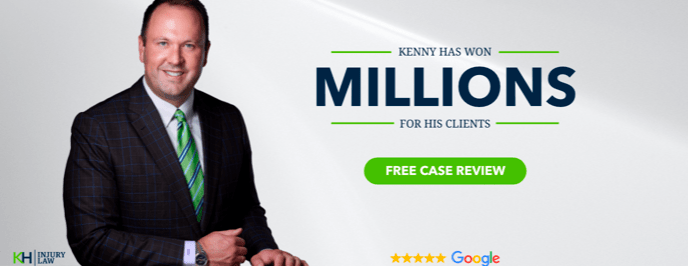 KENNY HAS WON
MILLIONS
FOR HIS CLIENTS
FREE CASE REVIEW
KH INJURY
LAW
Google